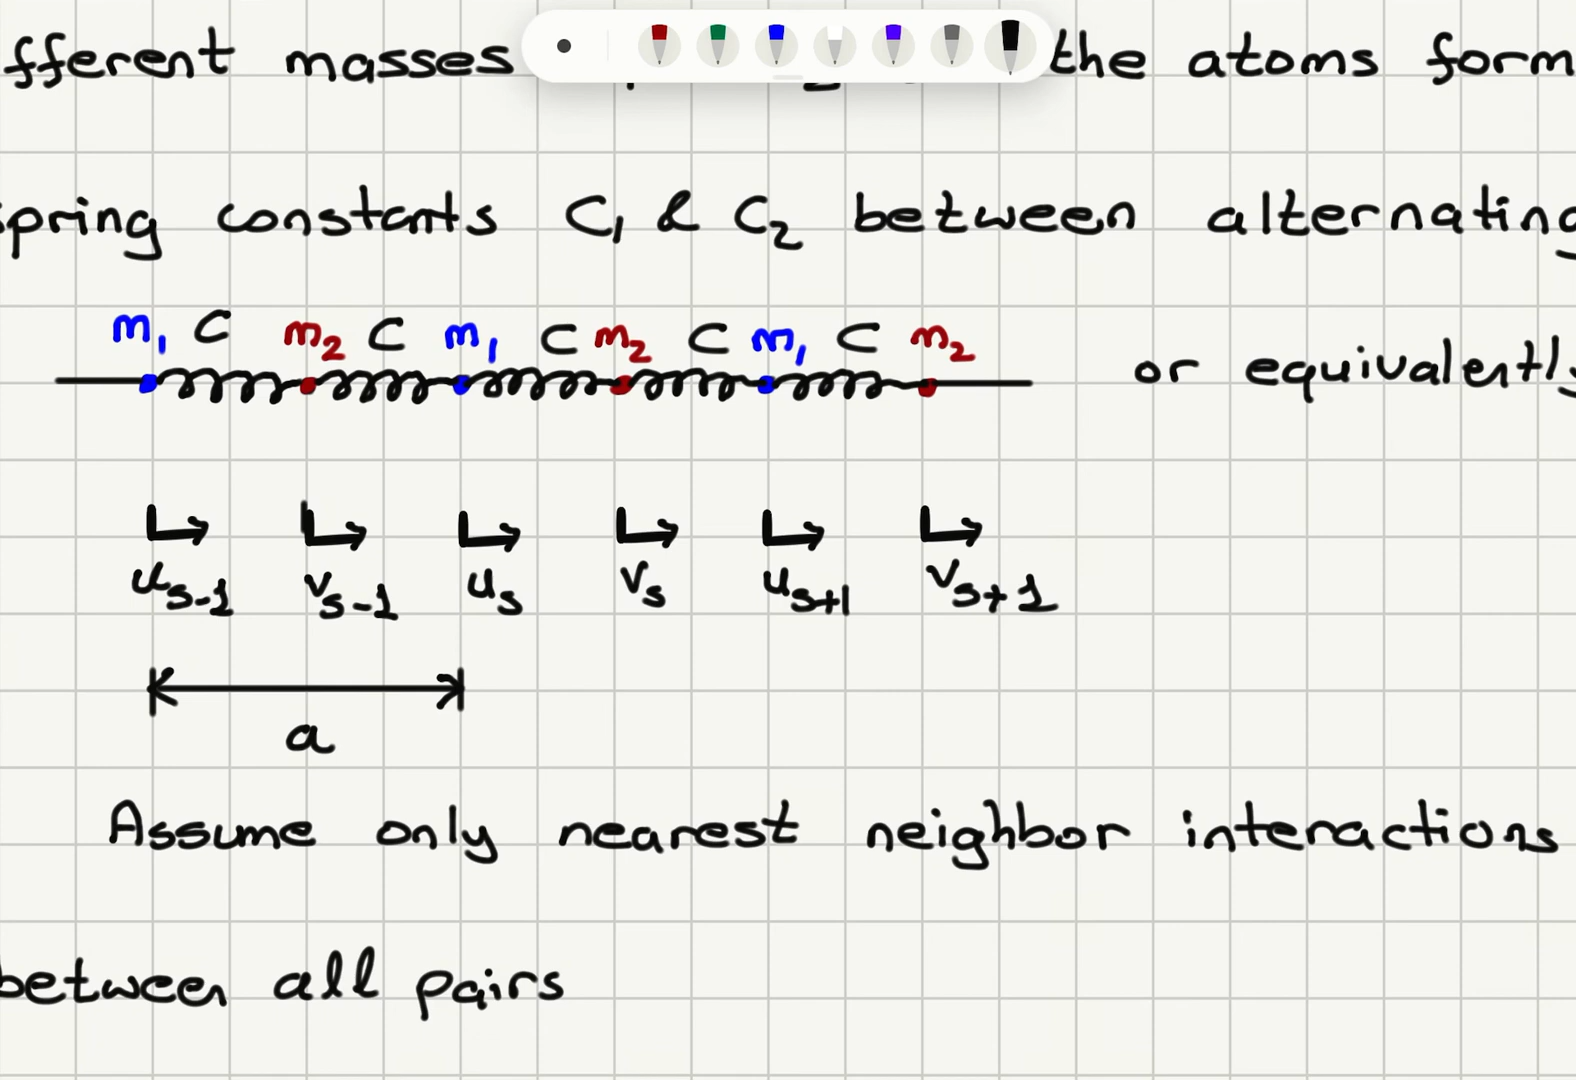 fferent masses the atoms form
spring constants C1 & C2 between alternating
m1 C m2 C m1 C m2 C m1 C m2
or equivalently
us-1 vs-1 us vs us+1 vs+1
a
Assume only nearest neighbor interactions
between all pairs